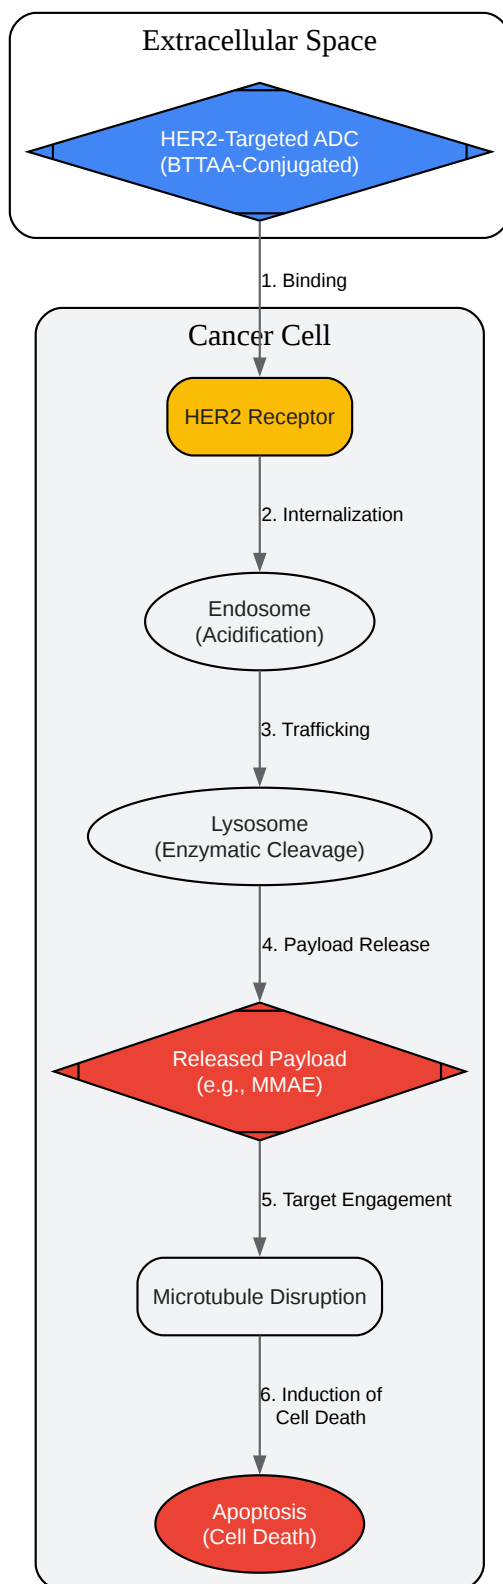 Extracellular Space
HER2-Targeted ADC
(BTTAA-Conjugated)
1. Binding
Cancer Cell
HER2 Receptor
2. Internalization
Endosome
(Acidification)
3. Trafficking
Lysosome
(Enzymatic Cleavage)
4. Payload Release
Released Payload
(e.g., MMAE)
5. Target Engagement
Microtubule Disruption
6. Induction of
Cell Death
Apoptosis
(Cell Death)